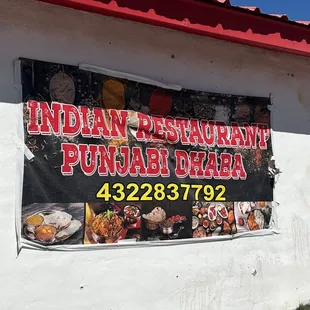 INDIAN RESTAURANT
PUNJABI DHABA
4322837792